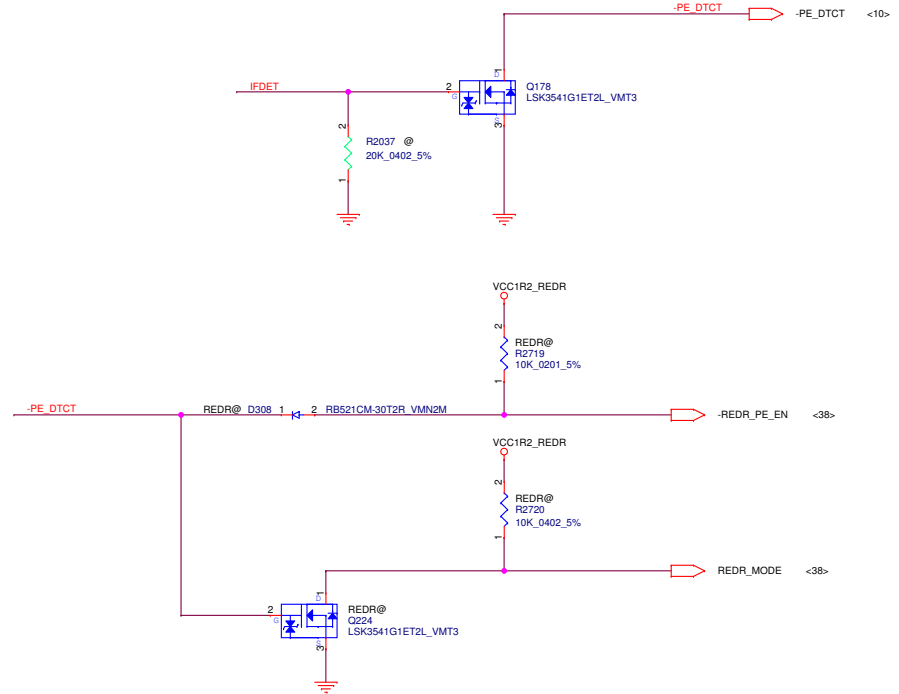 -PE_DTCT
-PE_DTCT <10>
IFDET
2
G
1
D
3
S
Q178
LSK3541G1ET2L_VMT3
2
R2037 @
20K_0402_5%
1
VCC1R2_REDR
2
REDR@
R2719
10K_0201_5%
1
-PE_DTCT
REDR@ D308 1 2 RB521CM-30T2R_VMN2M
-REDR_PE_EN <38>
VCC1R2_REDR
2
REDR@
R2720
10K_0402_5%
1
REDR_MODE <38>
2
G
1
D
3
S
REDR@
Q224
LSK3541G1ET2L_VMT3